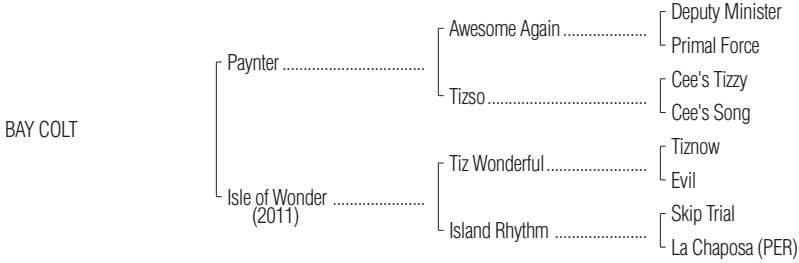 Deputy Minister
Awesome Again ....................
Primal Force
Paynter ..................................
Cee's Tizzy
Tizso ......................................
Cee's Song
BAY COLT
Tiznow
Tiz Wonderful ........................
Evil
Isle of Wonder ......................
(2011)
Skip Trial
Island Rhythm ......................
La Chaposa (PER)